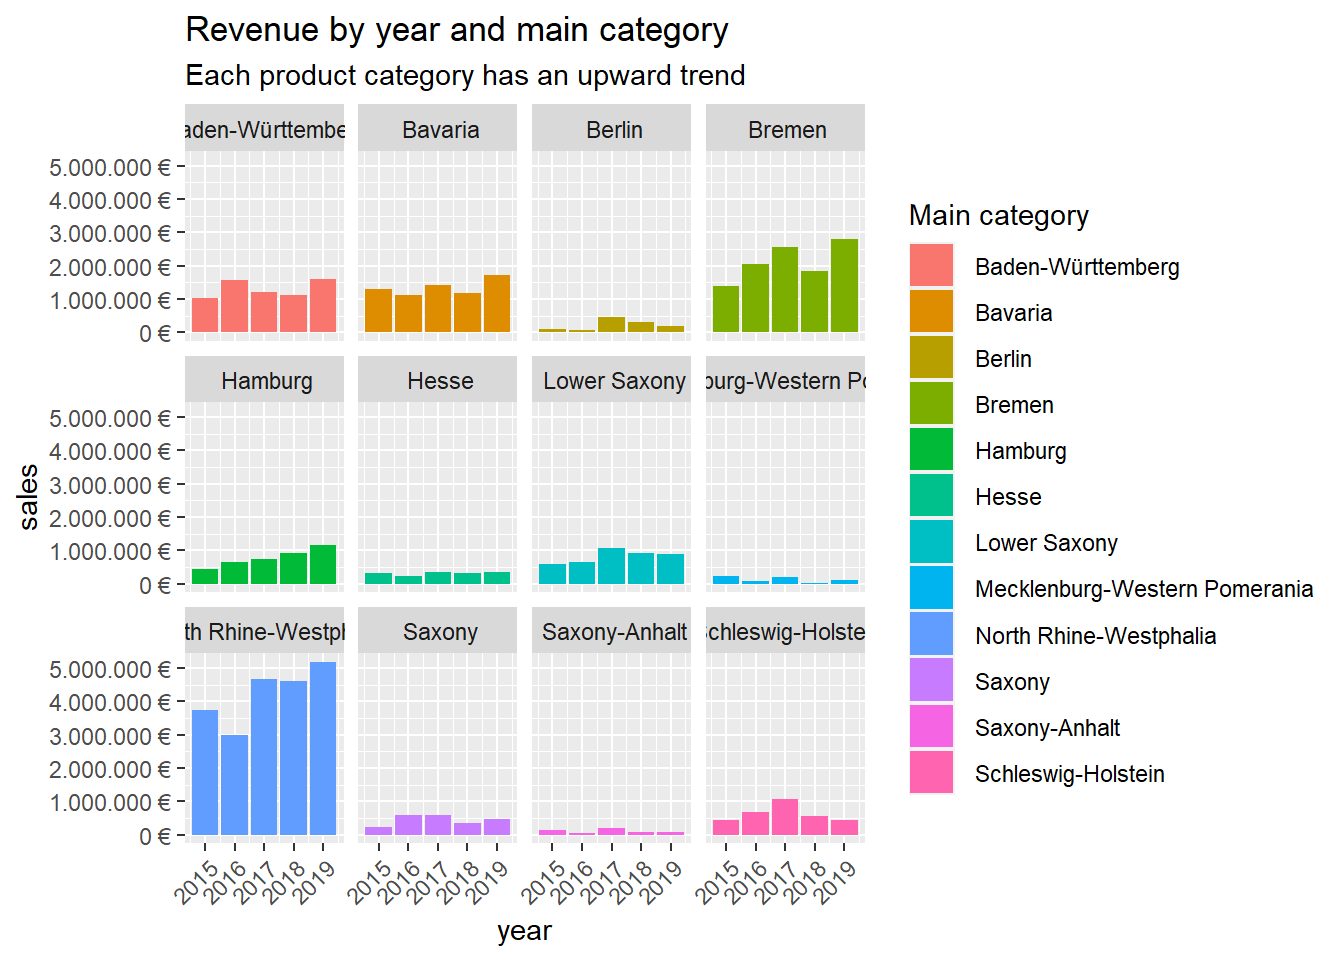 Revenue by year and main category
Each product category has an upward trend
aden-Württembe
Bavaria
Berlin
Bremen
5.000.000 €
4.000.000 €
3.000.000 €
2.000.000 €
1.000.000 €
0 €
Hamburg
Hesse
Lower Saxony
burg-Western Po
5.000.000 €
4.000.000 €
3.000.000 €
2.000.000 €
1.000.000 €
0 €
th Rhine-Westph
Saxony
Saxony-Anhalt
Schleswig-Holste
5.000.000 €
4.000.000 €
3.000.000 €
2.000.000 €
1.000.000 €
0 €
sales
2015 2016 2017 2018 2019
2015 2016 2017 2018 2019
2015 2016 2017 2018 2019
2015 2016 2017 2018 2019
year
Main category
Baden-Württemberg
Bavaria
Berlin
Bremen
Hamburg
Hesse
Lower Saxony
Mecklenburg-Western Pomerania
North Rhine-Westphalia
Saxony
Saxony-Anhalt
Schleswig-Holstein